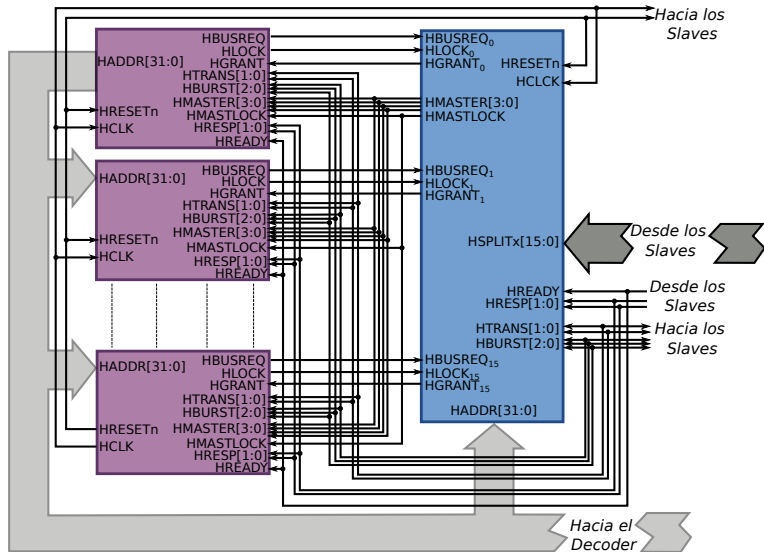 Hacia los
Slaves
HBUSREQ
HLOCK
HADDR[31:0]
HGRANT
HTRANS[1:0]
HBURST[2:0]
HMASTER[3:0]
HRESETn
HMASTLOCK
HCLK
HRESP[1:0]
HREADY
HBUSREQ0
HLOCK0
HGRANT0
HRESETn
HCLCK
HMASTER[3:0]
HMASTLOCK
HBUSREQ
HADDR[31:0]
HLOCK
HGRANT
HTRANS[1:0]
HBURST[2:0]
HMASTER[3:0]
HRESETn
HMASTLOCK
HCLK
HRESP[1:0]
HREADY
HBUSREQ1
HLOCK1
HGRANT1
HSPLITx[15:0]
Desde los
Slaves
HREADY
HRESP[1:0]
Desde los
Slaves
HTRANS[1:0]
HBURST[2:0]
Hacia los
Slaves
HBUSREQ
HADDR[31:0]
HLOCK
HGRANT
HTRANS[1:0]
HBURST[2:0]
HMASTER[3:0]
HRESETn
HMASTLOCK
HCLK
HRESP[1:0]
HREADY
HBUSREQ15
HLOCK15
HGRANT15
HADDR[31:0]
Hacia el
Decoder